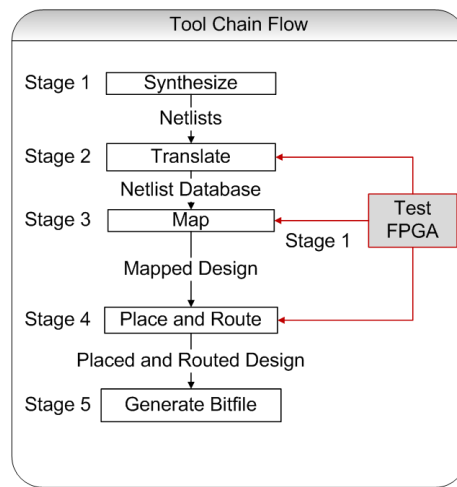 Tool Chain Flow
Stage 1
Synthesize
Netlists
Stage 2
Translate
Netlist Database
Stage 3
Map
Test
FPGA
Stage 1
Mapped Design
Stage 4
Place and Route
Placed and Routed Design
Stage 5
Generate Bitfile